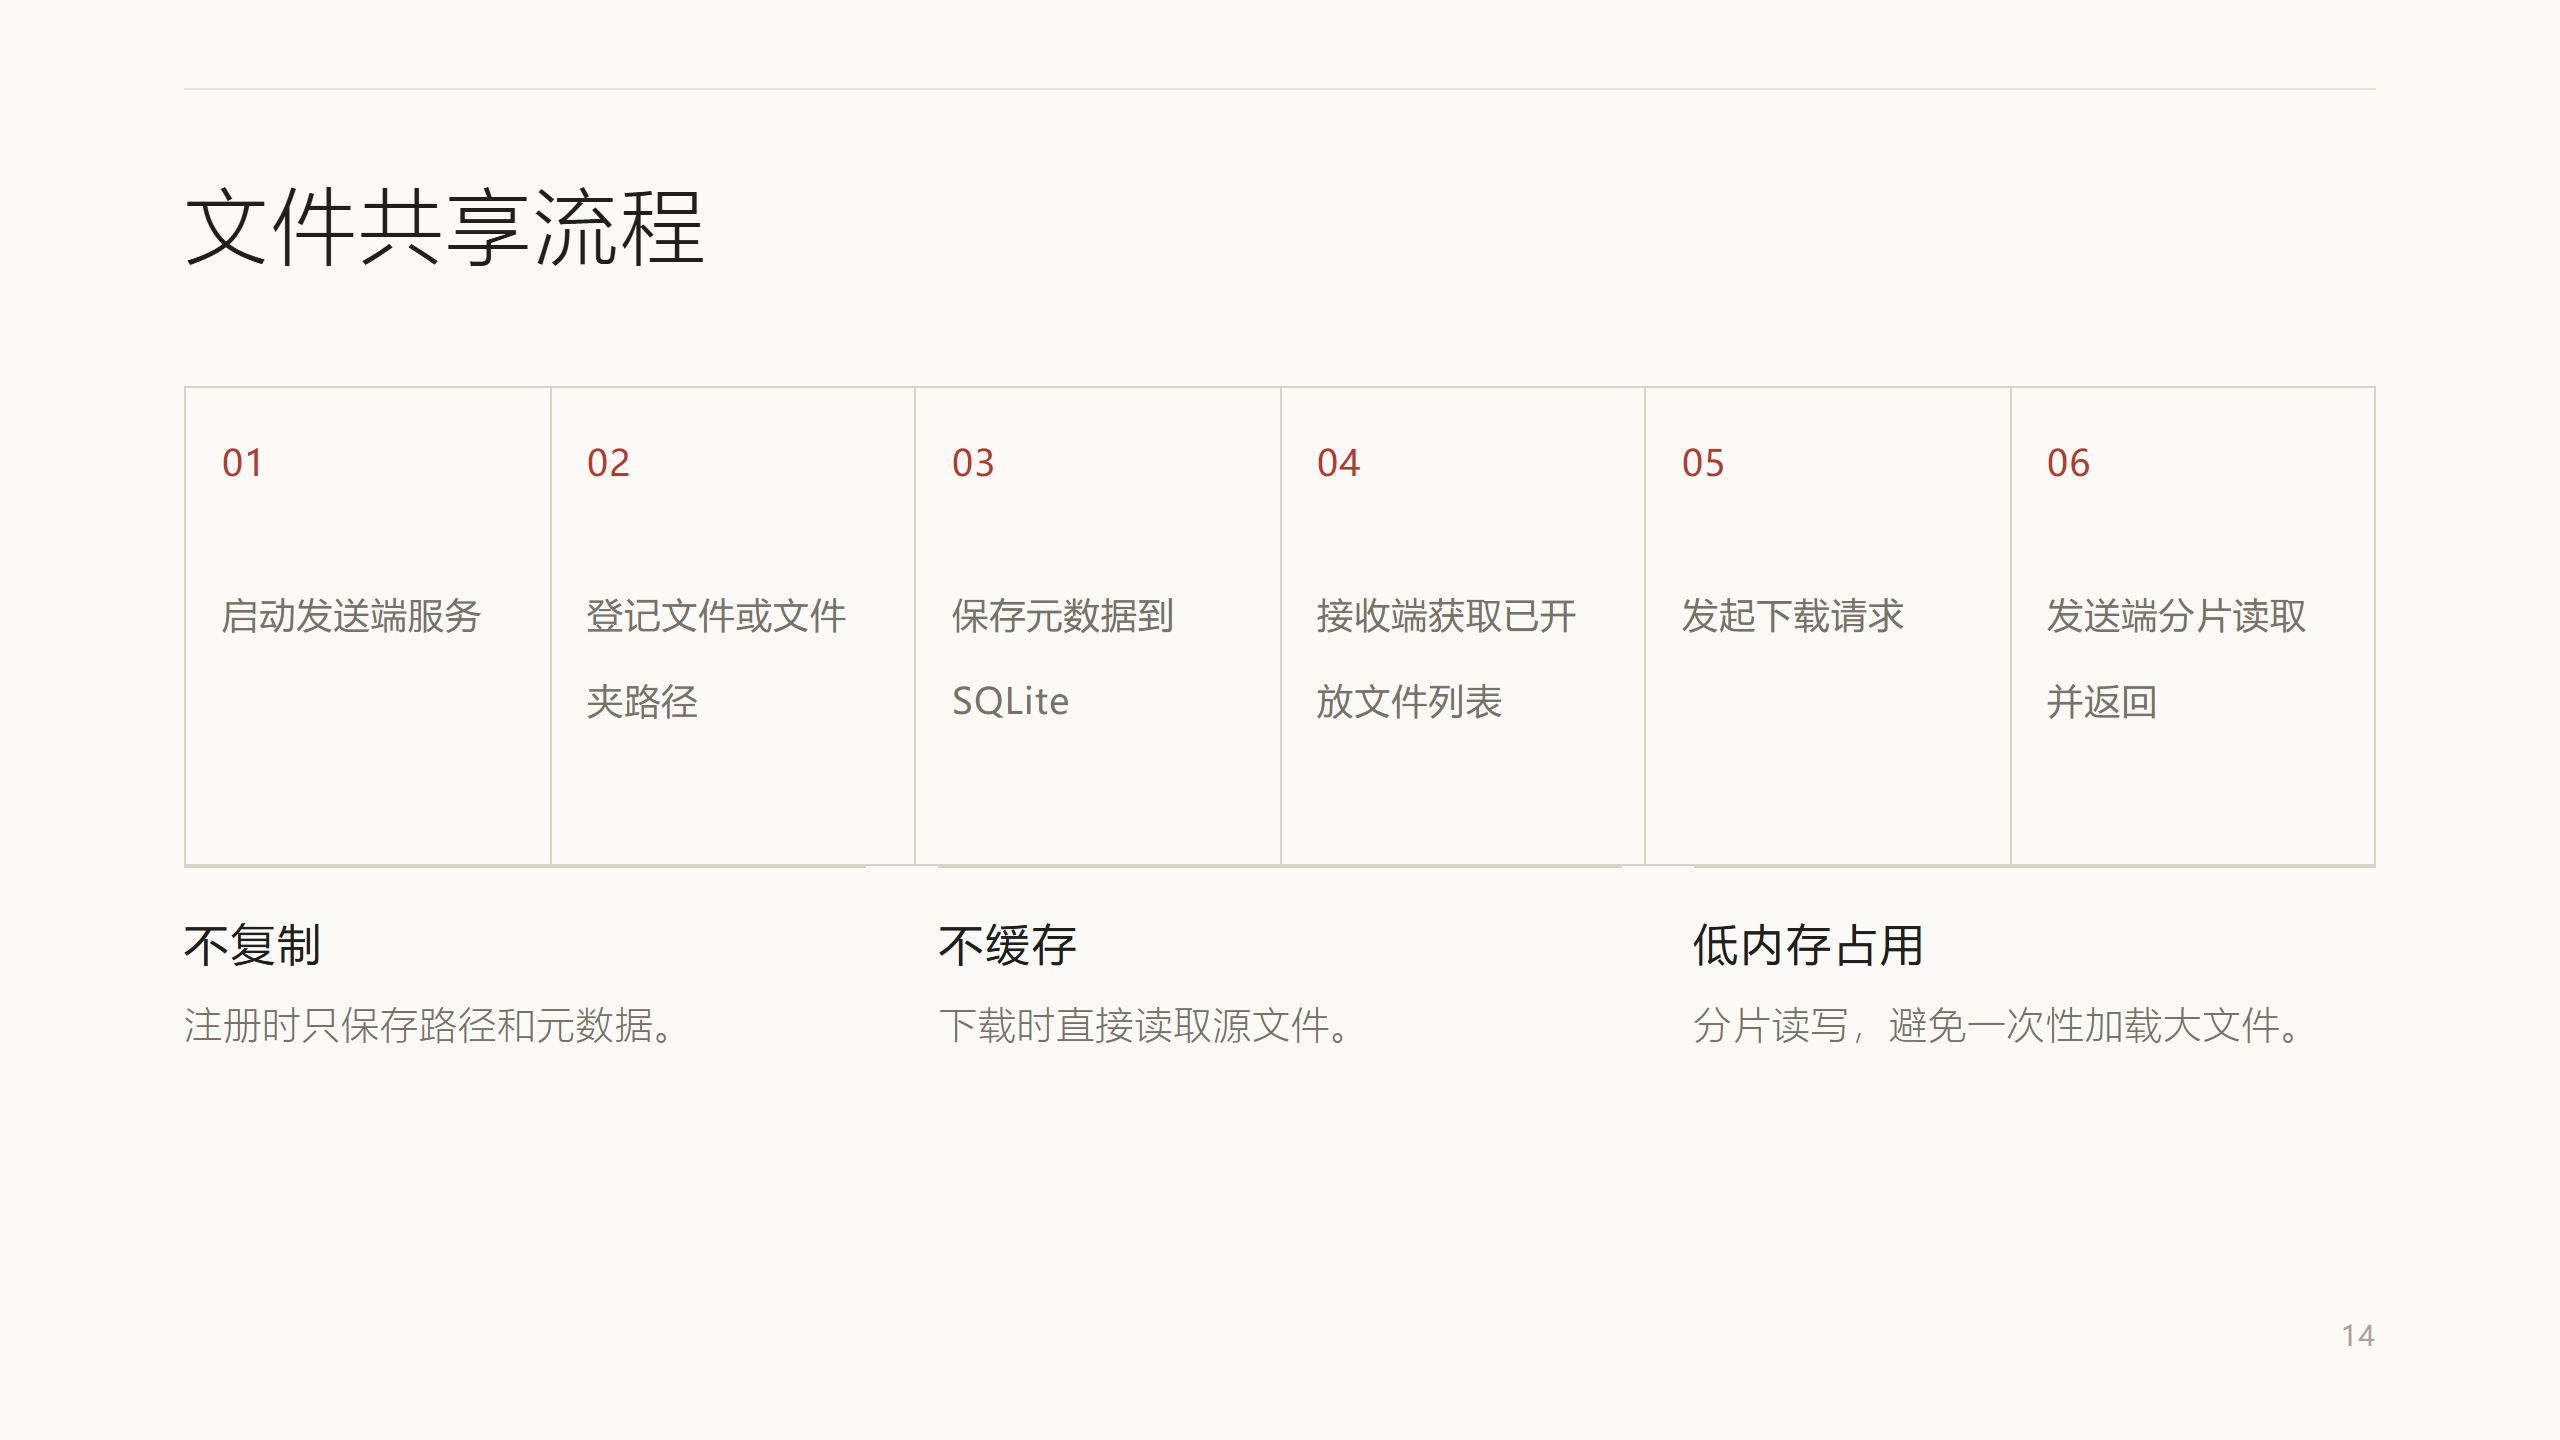 文件共享流程
01
启动发送端服务
02
登记文件或文件
夹路径
03
保存元数据到
SQLite
04
接收端获取已开
放文件列表
05
发起下载请求
06
发送端分片读取
并返回
不复制
注册时只保存路径和元数据。
不缓存
下载时直接读取源文件。
低内存占用
分片读写，避免一次性加载大文件。
14